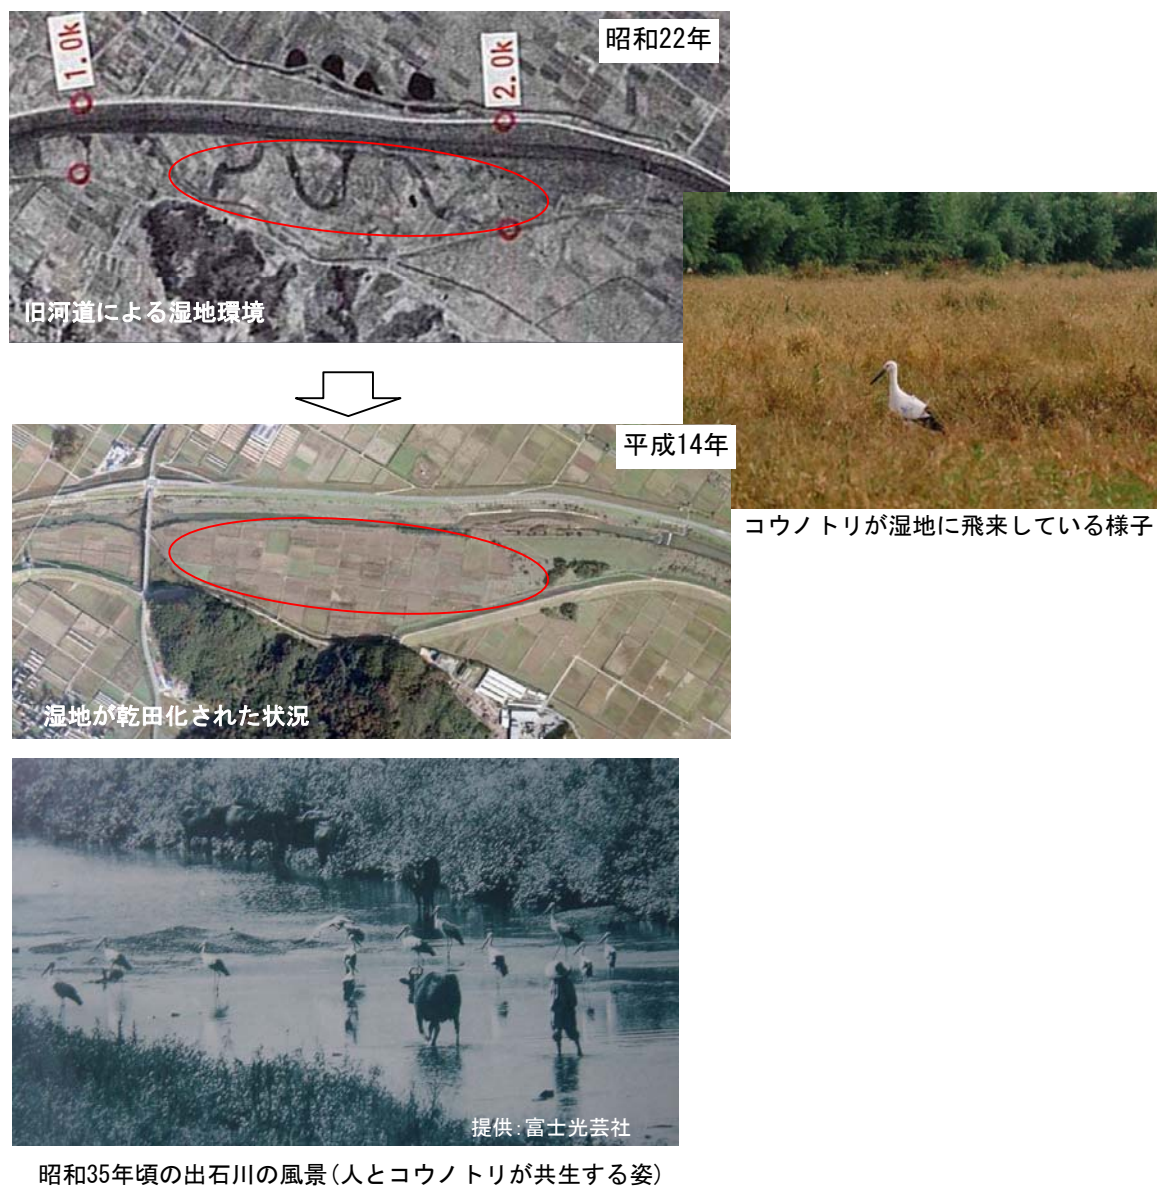 1.0k
2.0k
昭和22年
旧河道による湿地環境
平成14年
コウノトリが湿地に飛来している様子
湿地が乾田化された状況
提供:富士光芸社
昭和35年頃の出石川の風景(人とコウノトリが共生する姿)